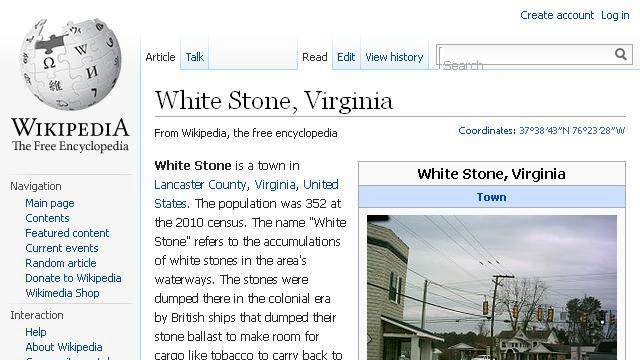 Create account Log in
Article Talk Read Edit View history Search
WIKIPEDIA
The Free Encyclopedia
White Stone, Virginia
From Wikipedia, the free encyclopedia
Coordinates: 37°38′43″N 76°23′28″W
Navigation
Main page
Contents
Featured content
Current events
Random article
Donate to Wikipedia
Wikimedia Shop
Interaction
Help
About Wikipedia
White Stone is a town in
Lancaster County, Virginia, United
States. The population was 352 at
the 2010 census. The name "White
Stone" refers to the accumulations
of white stones in the area's
waterways. The stones were
dumped there in the colonial era
by British ships that dumped their
stone ballast to make room for
cargo like tobacco to carry back to
White Stone, Virginia
Town